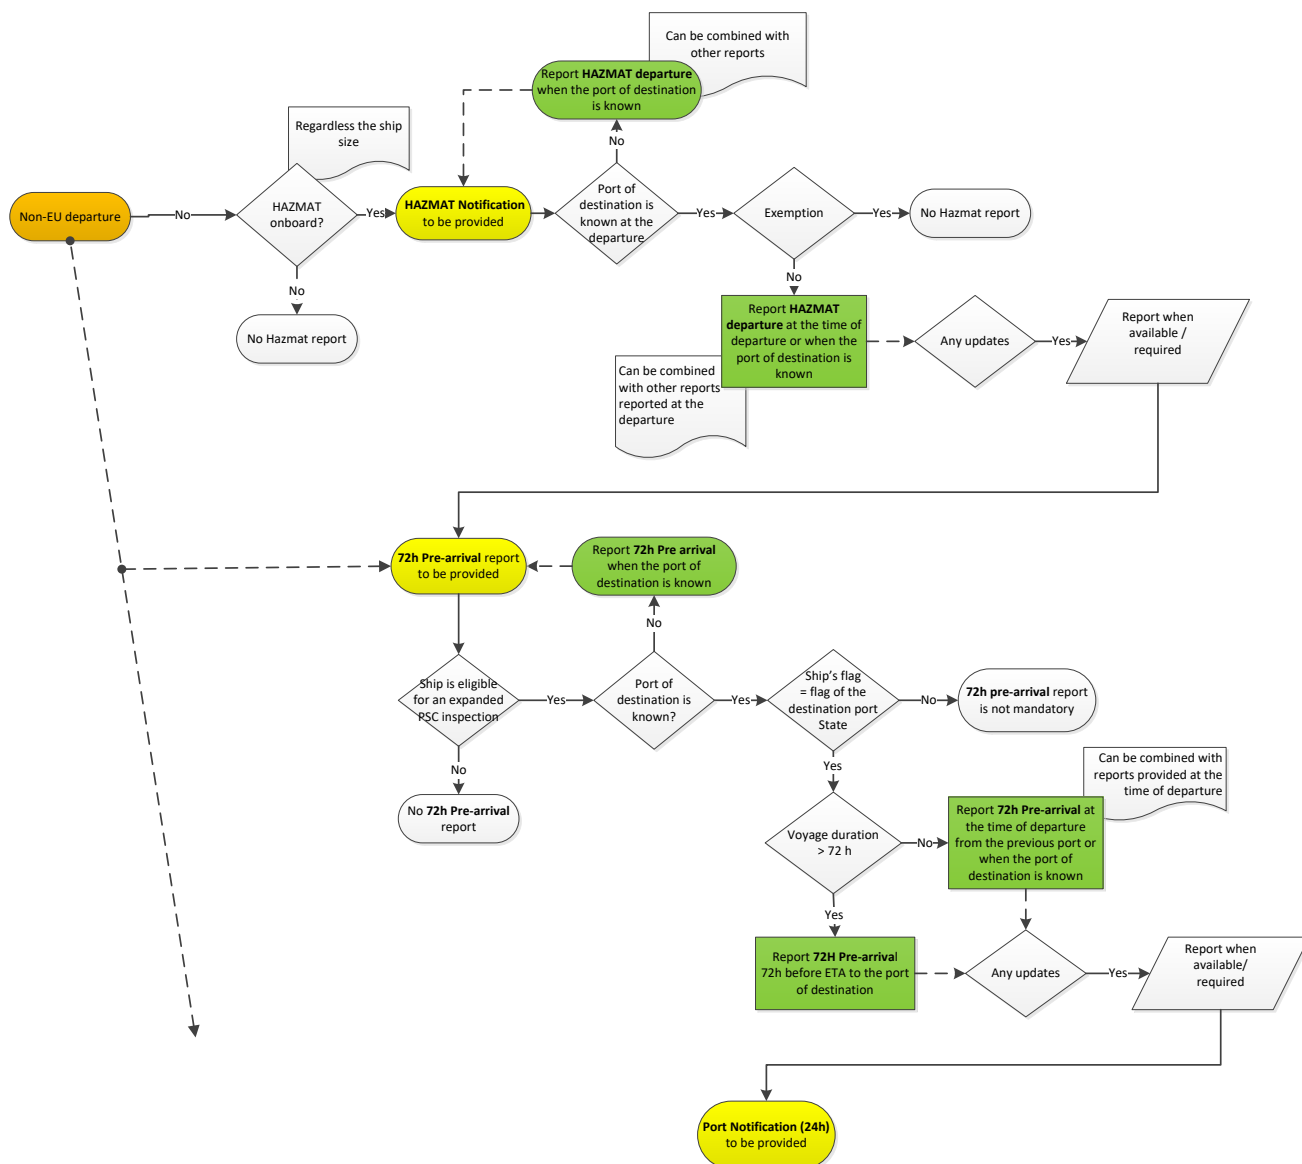 Can be combined with
other reports
Report HAZMAT departure
when the port of destination
is known
Regardless the ship
size
No
Non-EU departure
No
HAZMAT
onboard?
Yes
HAZMAT Notification
to be provided
Port of
destination is
known at the
departure
Yes
Exemption
Yes
No Hazmat report
No
No
No Hazmat report
Report HAZMAT
departure at the time of
departure or when the
port of destination is
known
Any updates
Yes
Report when
available /
required
Can be combined
with other reports
reported at the
departure
72h Pre-arrival report
to be provided
Report 72h Pre arrival
when the port of
destination is known
No
Ship is eligible
for an expanded
PSC inspection
Yes
Port of
destination is
known?
Yes
Ship's flag
= flag of the
destination port
State
No
72h pre-arrival report
is not mandatory
No
Yes
No 72h Pre-arrival
report
Can be combined with
reports provided at the
time of departure
Voyage duration
> 72 h
No
Report 72h Pre-arrival at
the time of departure
from the previous port or
when the port of
destination is known
Yes
Report 72H Pre-arrival
72h before ETA to the port
of destination
Any updates
Yes
Report when
available/
required
Port Notification (24h)
to be provided